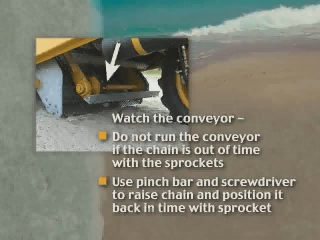 Watch the conveyor –
Do not run the conveyor
if the chain is out of time
with the sprockets
Use pinch bar and screwdriver
to raise chain and position it
back in time with sprocket